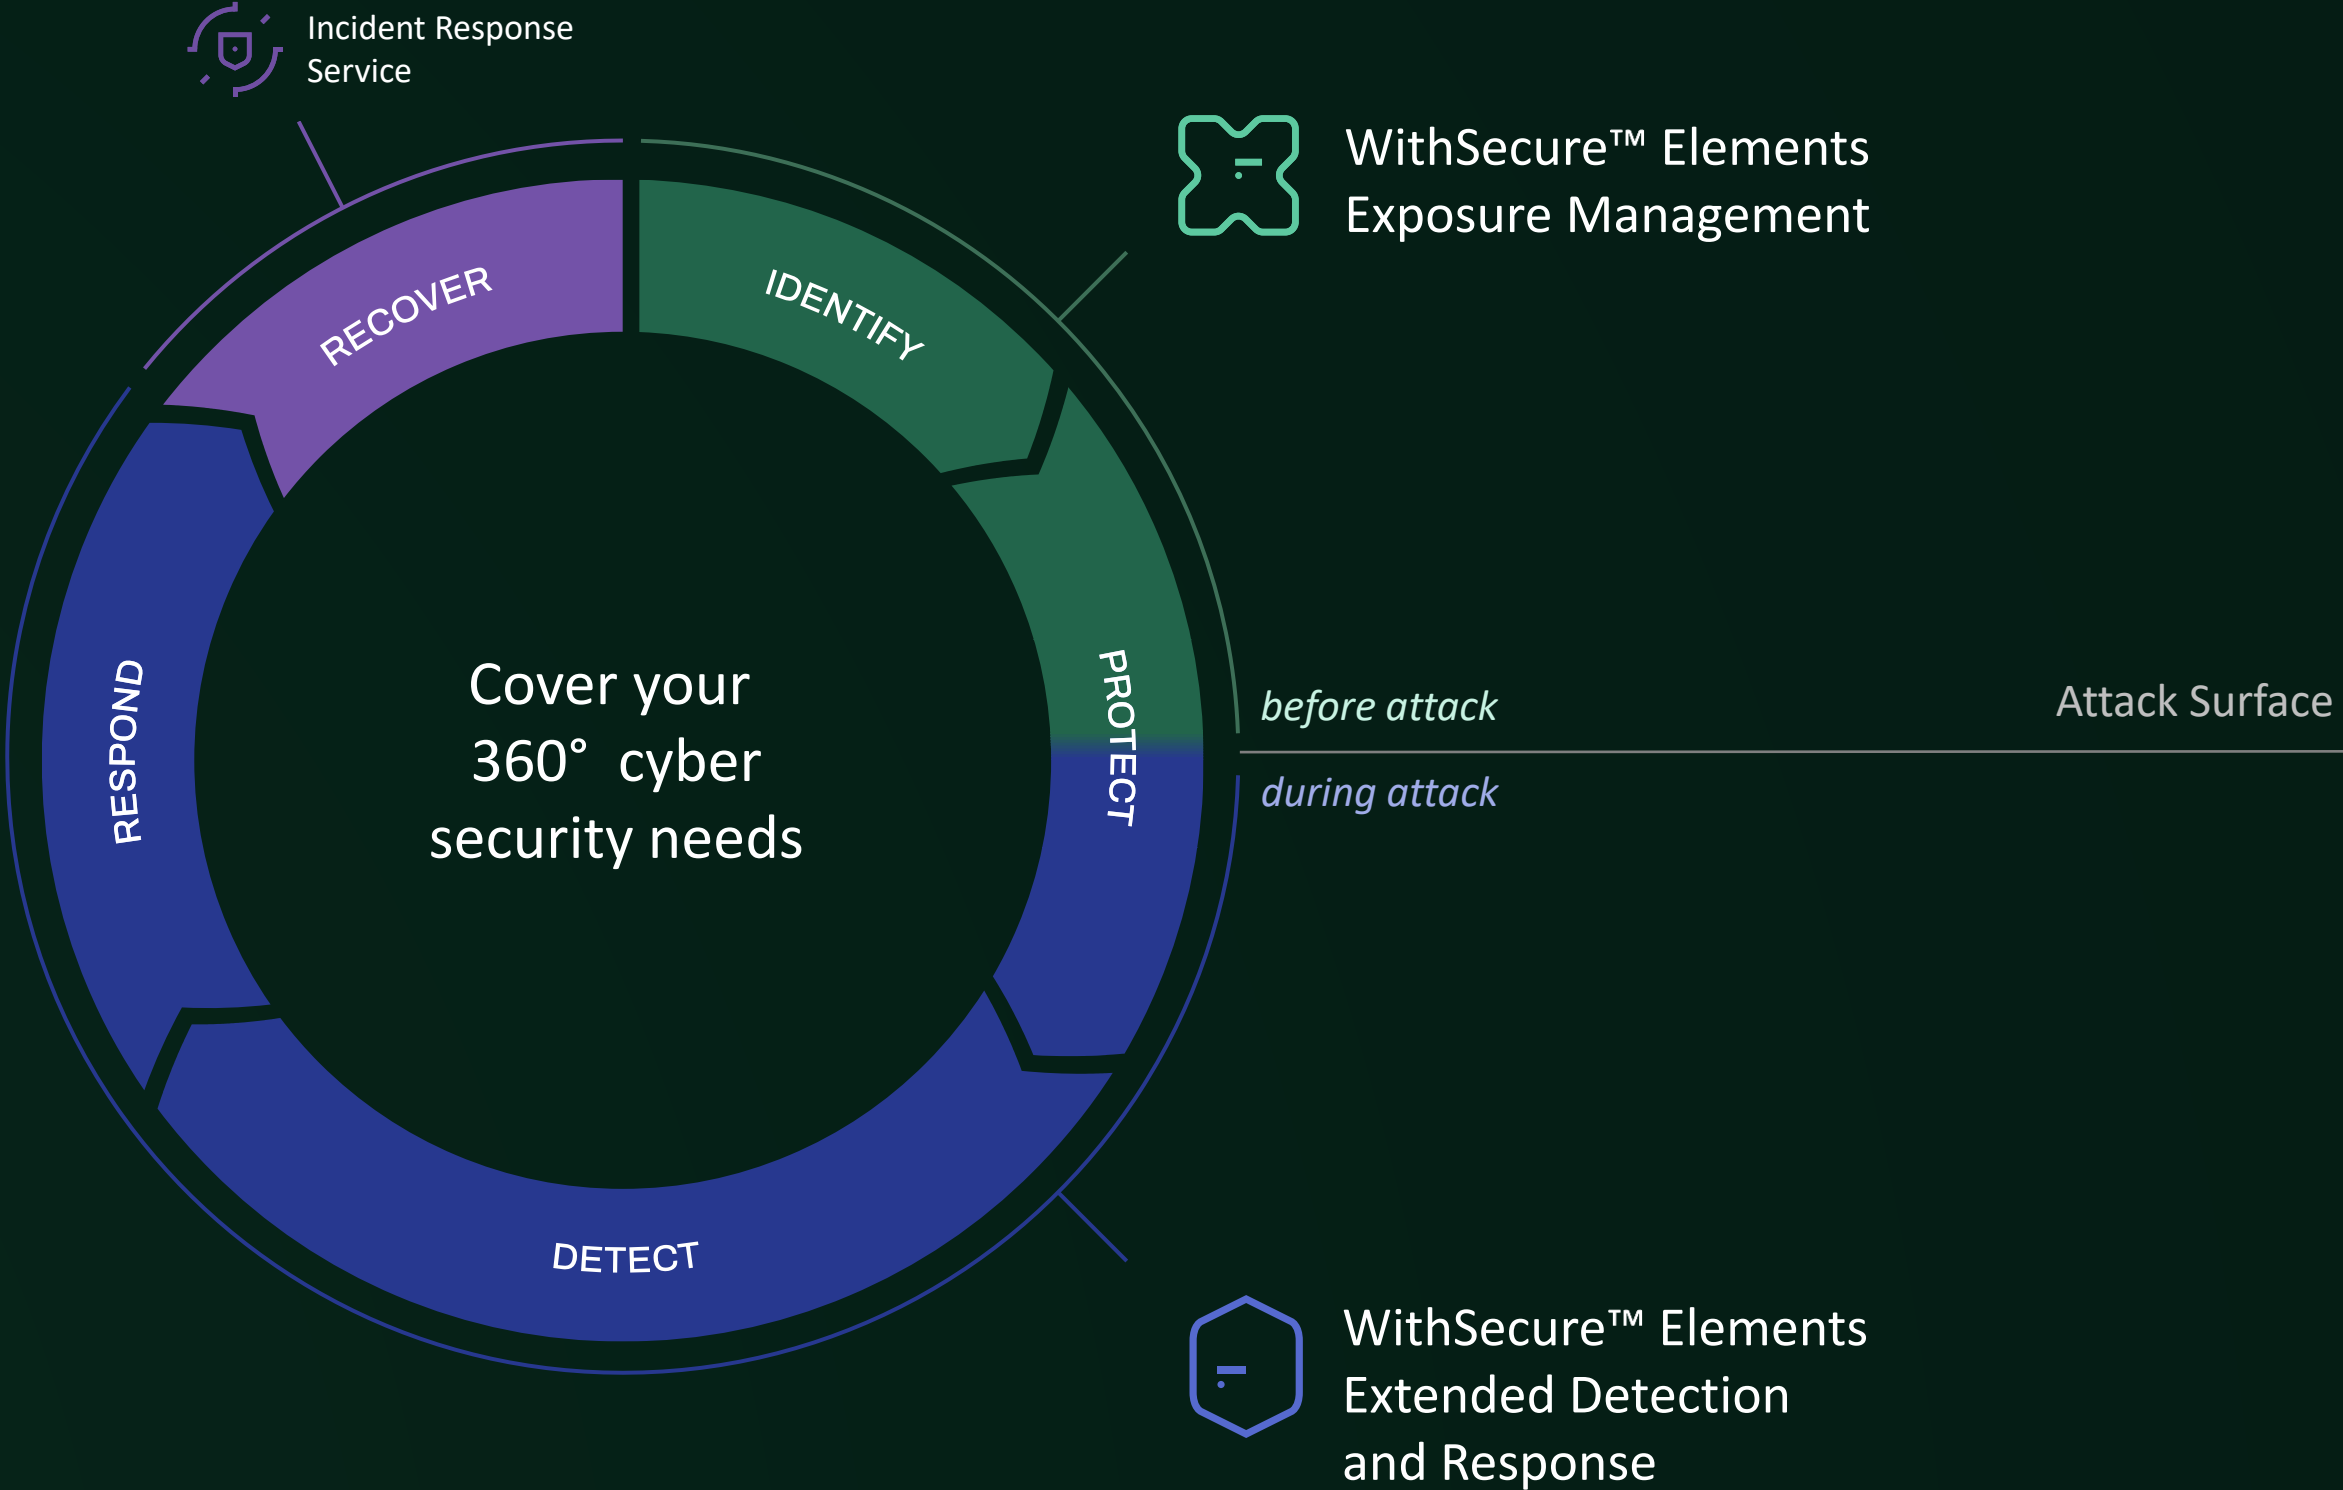 Incident Response
Service
WithSecure™ Elements
Exposure Management
RECOVER
IDENTIFY
PROTECT
RESPOND
DETECT
Cover your
360° cyber
security needs
before attack
Attack Surface
during attack
WithSecure™ Elements
Extended Detection
and Response